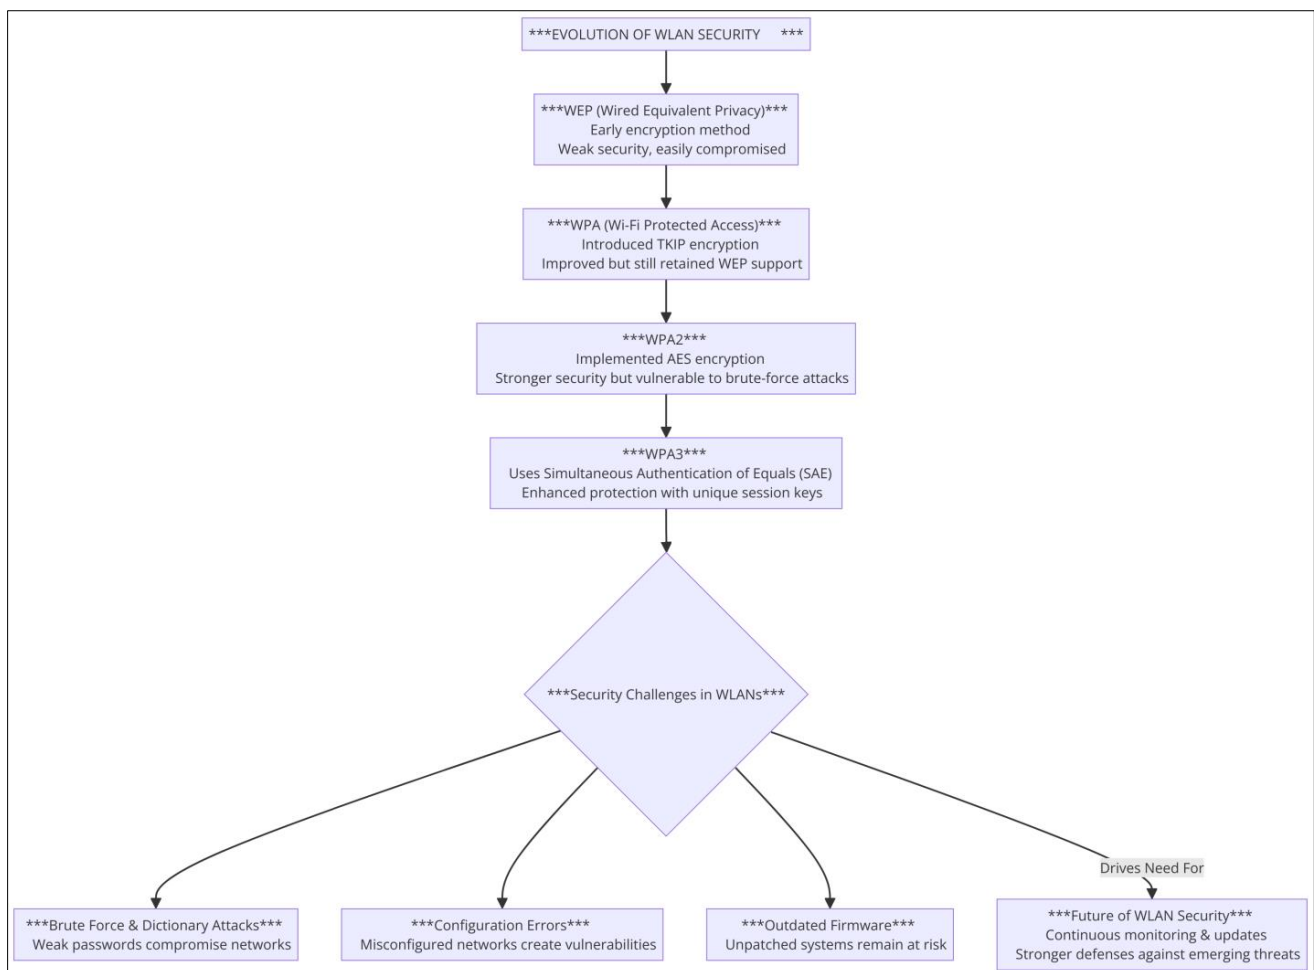 ***EVOLUTION OF WLAN SECURITY ***
***WEP (Wired Equivalent Privacy)***
Early encryption method
Weak security, easily compromised
***WPA (Wi-Fi Protected Access)***
Introduced TKIP encryption
Improved but still retained WEP support
***WPA2***
Implemented AES encryption
Stronger security but vulnerable to brute-force attacks
***WPA3***
Uses Simultaneous Authentication of Equals (SAE)
Enhanced protection with unique session keys
***Security Challenges in WLANs***
Drives Need For
***Brute Force & Dictionary Attacks***
Weak passwords compromise networks
***Configuration Errors***
Misconfigured networks create vulnerabilities
***Outdated Firmware***
Unpatched systems remain at risk
***Future of WLAN Security***
Continuous monitoring & updates
Stronger defenses against emerging threats